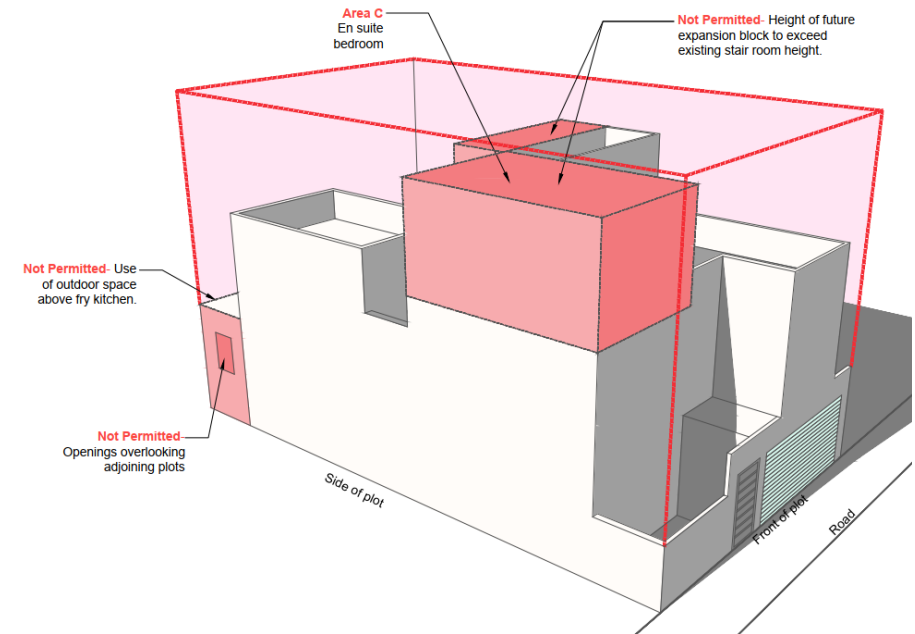 Area C
En suite
bedroom
Not Permitted- Height of future
expansion block to exceed
existing stair room height.
Not Permitted- Use
of outdoor space
above fry kitchen.
Not Permitted-
Openings overlooking
adjoining plots
Side of plot
Front of plot
Road